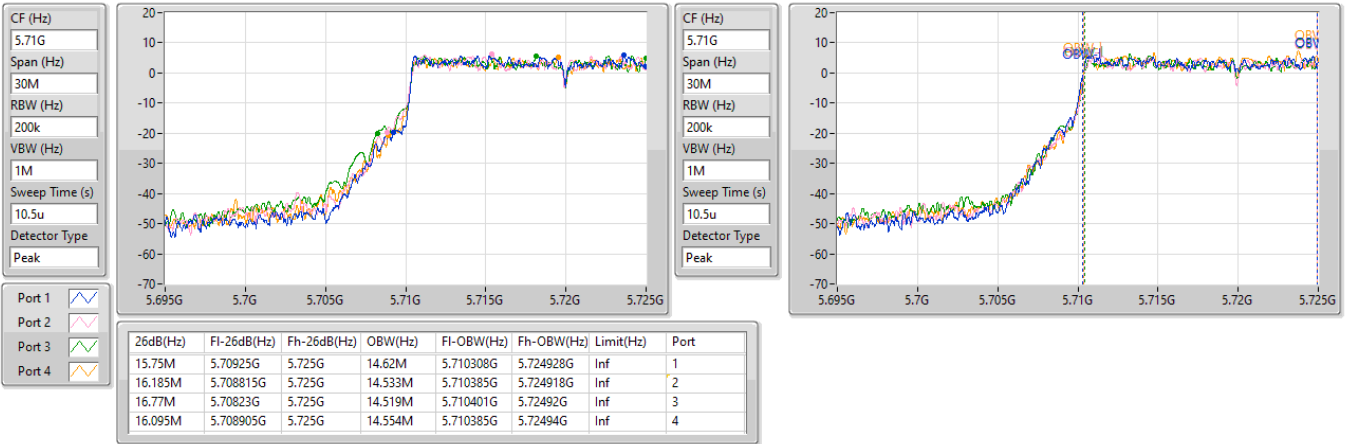 CF (Hz)
5.71G
Span (Hz)
30M
RBW (Hz)
200k
VBW (Hz)
1M
Sweep Time (s)
10.5u
Detector Type
Peak
20
10
0
-10
-20
-30
-40
-50
-60
-70
5.695G 5.7G 5.705G 5.71G 5.715G 5.72G 5.725G
CF (Hz)
5.71G
Span (Hz)
30M
RBW (Hz)
200k
VBW (Hz)
1M
Sweep Time (s)
10.5u
Detector Type
Peak
20
10
0
-10
-20
-30
-40
-50
-60
-70
5.695G 5.7G 5.705G 5.71G 5.715G 5.72G 5.725G
OBV
OBV
Port 1
Port 2
Port 3
Port 4
26dB(Hz) Fl-26dB(Hz) Fh-26dB(Hz) OBW(Hz) Fl-OBW(Hz) Fh-OBW(Hz) Limit(Hz) Port
15.75M 5.70925G 5.725G 14.62M 5.710308G 5.724928G Inf 1
16.185M 5.708815G 5.725G 14.533M 5.710385G 5.724918G Inf 2
16.77M 5.70823G 5.725G 14.519M 5.710401G 5.72492G Inf 3
16.095M 5.708905G 5.725G 14.554M 5.710385G 5.72494G Inf 4